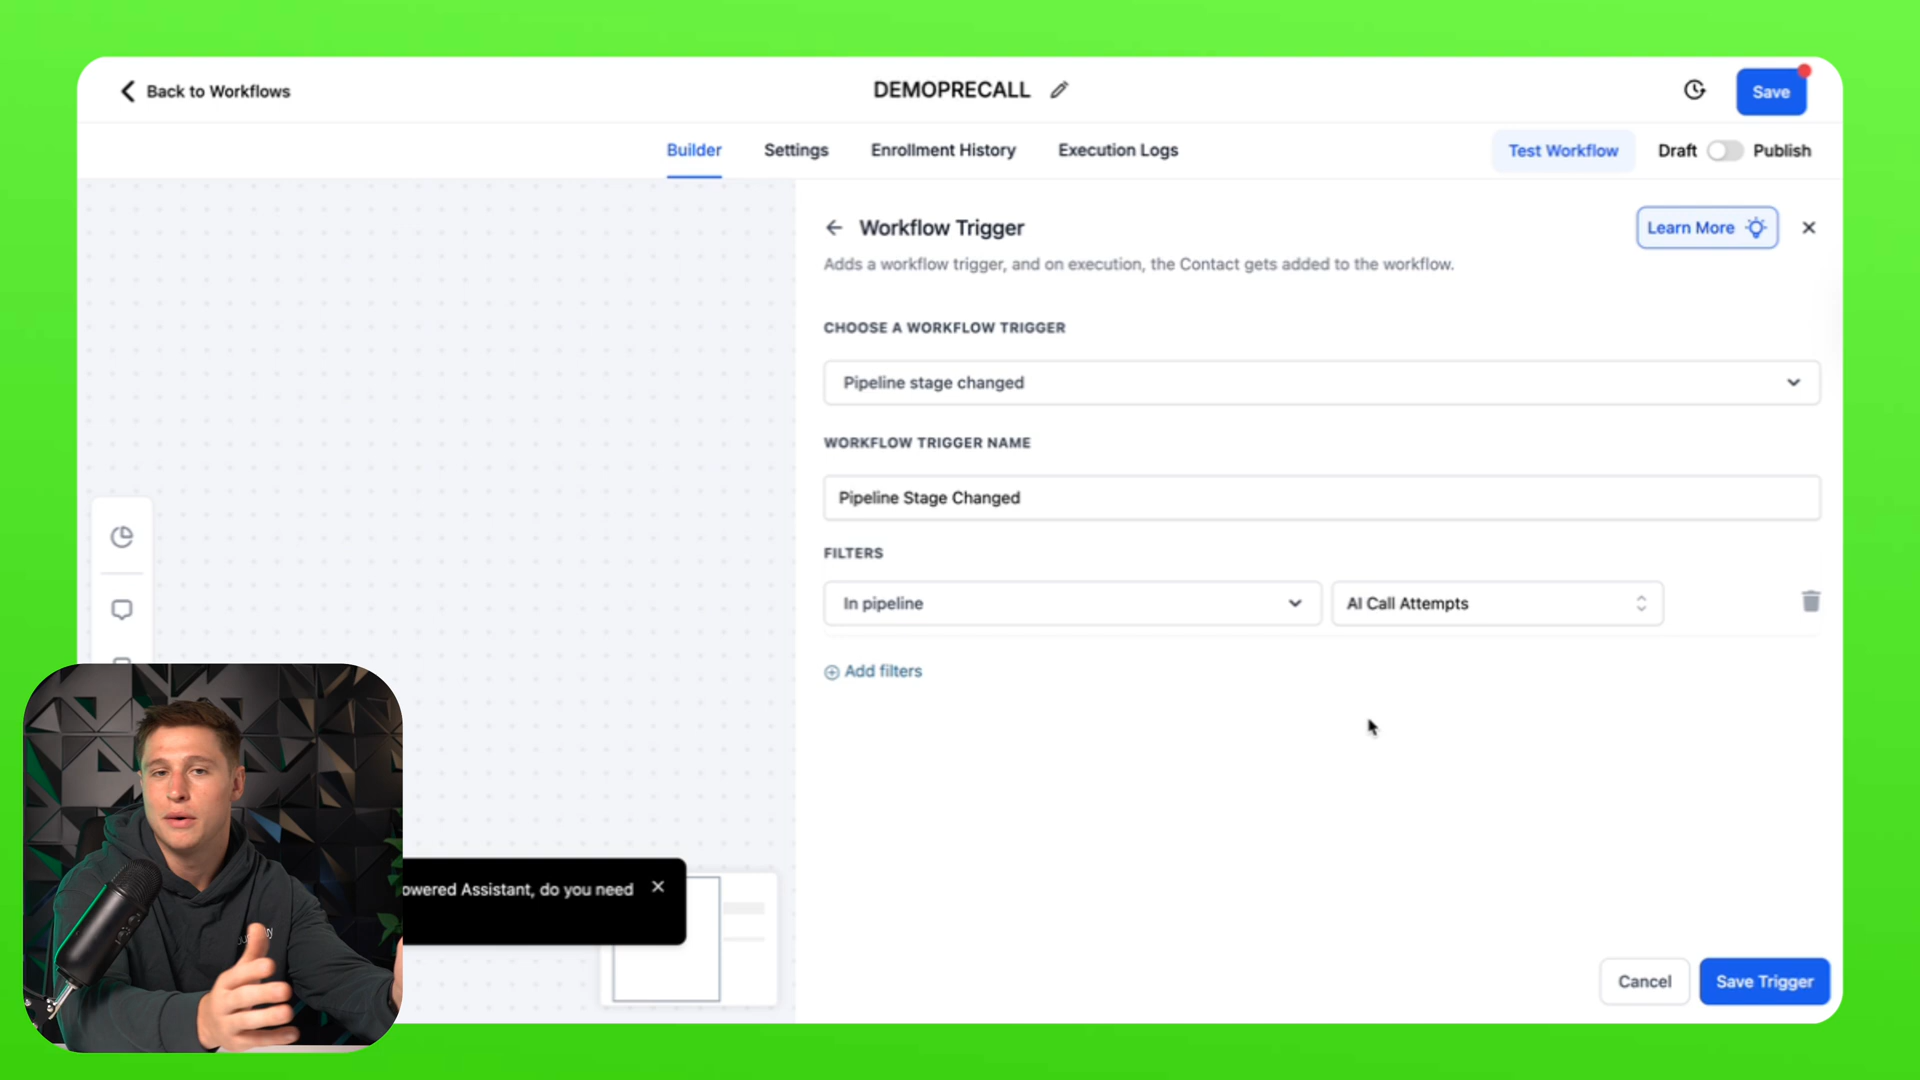 Back to Workflows
DEMOPRECALL
Save
Builder
Settings
Enrollment History
Execution Logs
Test Workflow
Draft
Publish
Workflow Trigger
Learn More
Adds a workflow trigger, and on execution, the Contact gets added to the workflow.
CHOOSE A WORKFLOW TRIGGER
Pipeline stage changed
WORKFLOW TRIGGER NAME
Pipeline Stage Changed
FILTERS
In pipeline
AI Call Attempts
Add filters
owered Assistant, do you need
Cancel
Save Trigger